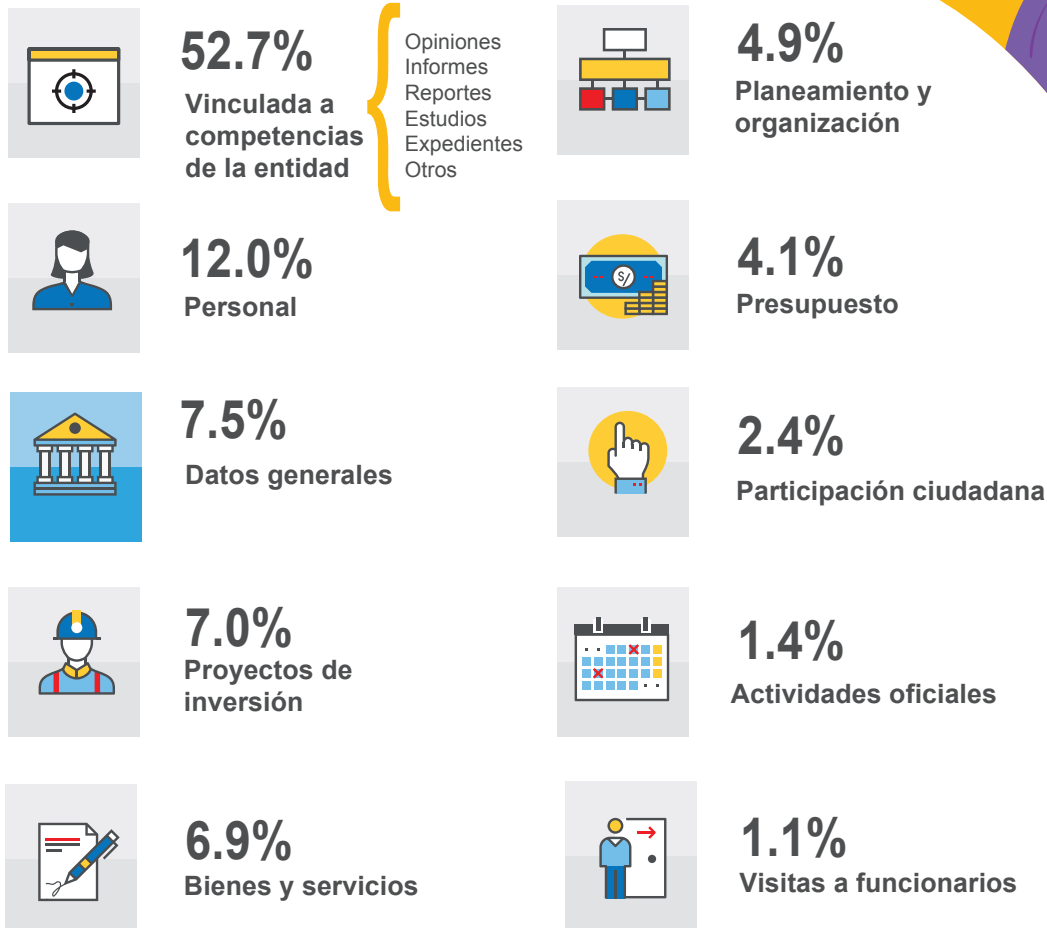 52.7%
Vinculada a
competencias
de la entidad
Opiniones
Informes
Reportes
Estudios
Expedientes
Otros
12.0%
Personal
7.5%
Datos generales
7.0%
Proyectos de
inversión
6.9%
Bienes y servicios
4.9%
Planeamiento y
organización
S/
4.1%
Presupuesto
2.4%
Participación ciudadana
1.4%
Actividades oficiales
1.1%
Visitas a funcionarios